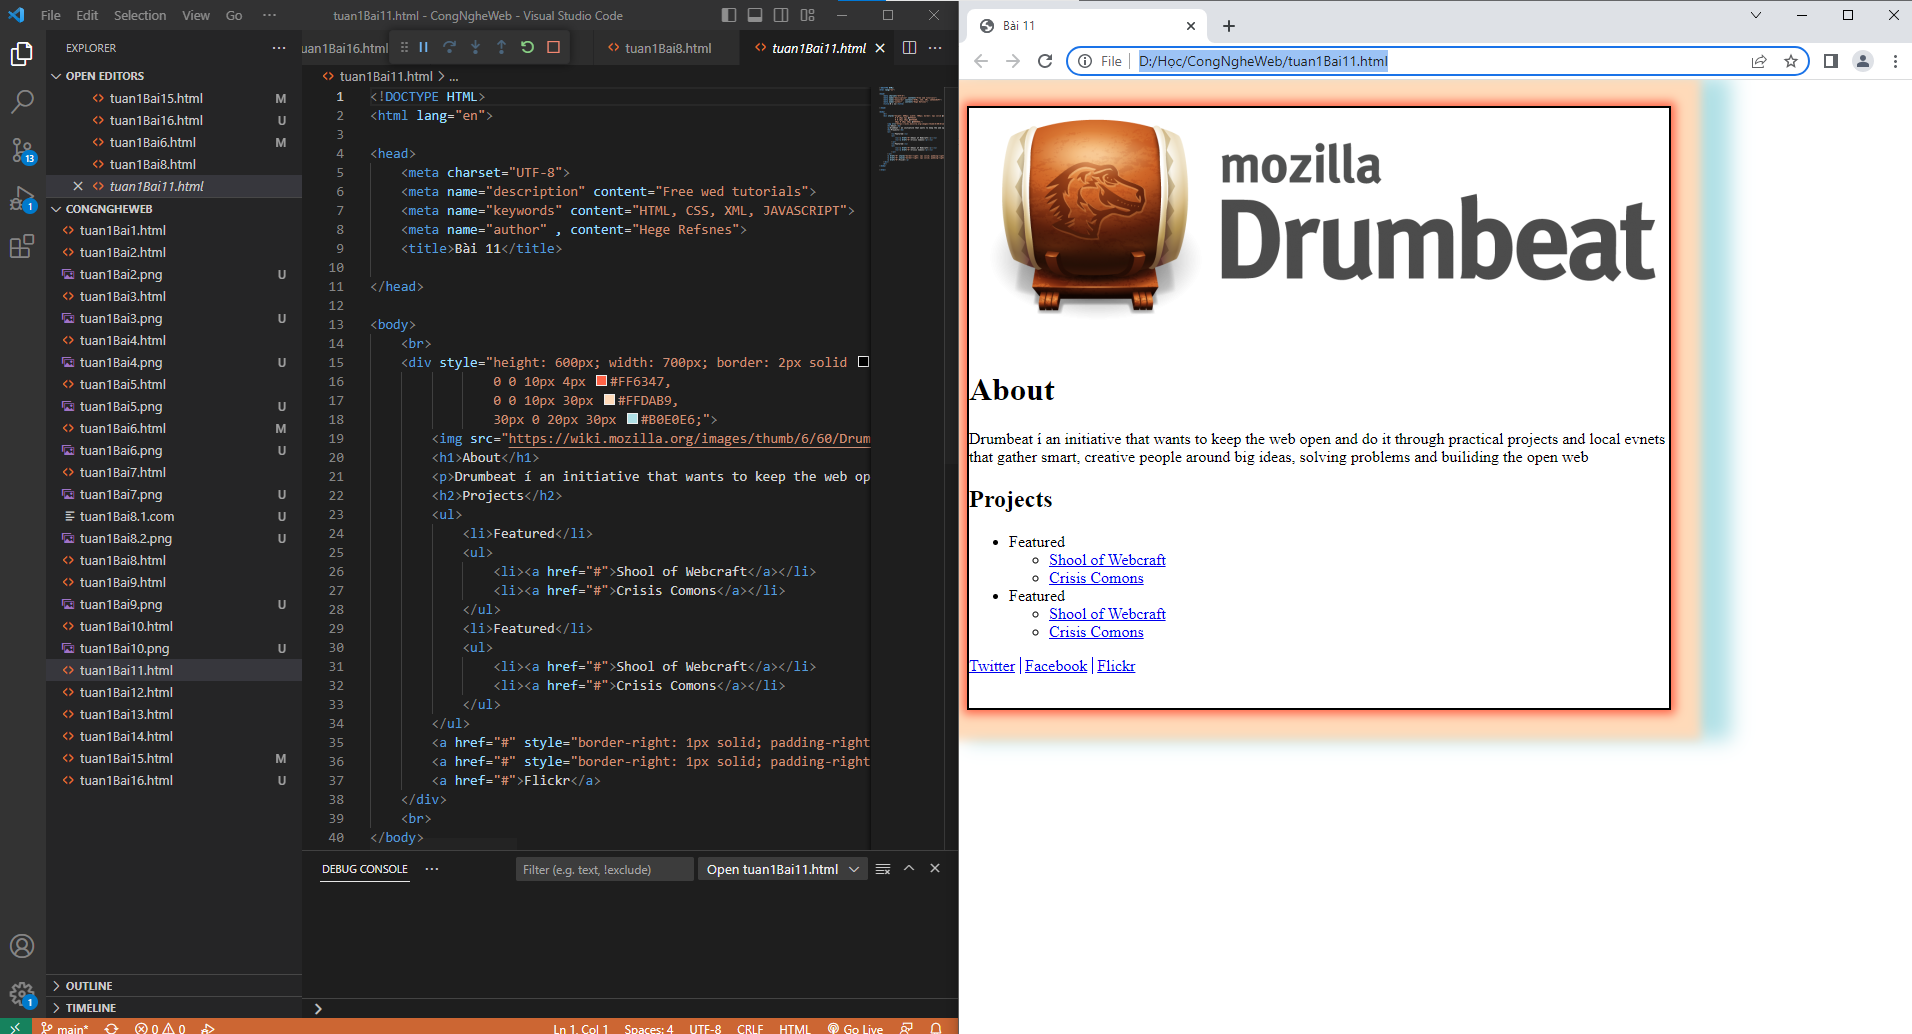 File Edit Selection View Go ··· tuan1Bai11.html - CongNgheWeb - Visual Studio Code
EXPLORER ···
OPEN EDITORS
tuan1Bai15.html M
tuan1Bai16.html U
tuan1Bai6.html M
tuan1Bai8.html
tuan1Bai11.html
CONGNGHEWEB
tuan1Bai1.html
tuan1Bai2.html
tuan1Bai2.png U
tuan1Bai3.html
tuan1Bai3.png U
tuan1Bai4.html
tuan1Bai4.png U
tuan1Bai5.html
tuan1Bai5.png U
tuan1Bai6.html M
tuan1Bai6.png U
tuan1Bai7.html
tuan1Bai7.png U
tuan1Bai8.1.com U
tuan1Bai8.2.png U
tuan1Bai8.html
tuan1Bai9.html
tuan1Bai9.png U
tuan1Bai10.html
tuan1Bai10.png U
tuan1Bai11.html
tuan1Bai12.html
tuan1Bai13.html
tuan1Bai14.html
tuan1Bai15.html M
tuan1Bai16.html U
OUTLINE
TIMELINE
13
1
1
uan1Bai16.html tuan1Bai8.html tuan1Bai11.html ···
tuan1Bai11.html > ...
1 <!DOCTYPE HTML>
2 <html lang="en">
3
4 <head>
5 <meta charset="UTF-8">
6 <meta name="description" content="Free wed tutorials">
7 <meta name="keywords" content="HTML, CSS, XML, JAVASCRIPT">
8 <meta name="author" , content="Hege Refsnes">
9 <title>Bài 11</title>
10
11 </head>
12
13 <body>
14 <br>
15 <div style="height: 600px; width: 700px; border: 2px solid
16 0 0 10px 4px #FF6347,
17 0 0 10px 30px #FFDAB9,
18 30px 0 20px 30px #B0E0E6;">
19 <img src="https://wiki.mozilla.org/images/thumb/6/60/Drum
20 <h1>About</h1>
21 <p>Drumbeat í an initiative that wants to keep the web op
22 <h2>Projects</h2>
23 <ul>
24 <li>Featured</li>
25 <ul>
26 <li><a href="#">Shool of Webcraft</a></li>
27 <li><a href="#">Crisis Comons</a></li>
28 </ul>
29 <li>Featured</li>
30 <ul>
31 <li><a href="#">Shool of Webcraft</a></li>
32 <li><a href="#">Crisis Comons</a></li>
33 </ul>
34 </ul>
35 <a href="#" style="border-right: 1px solid; padding-right
36 <a href="#" style="border-right: 1px solid; padding-right
37 <a href="#">Flickr</a>
38 </div>
39 <br>
40 </body>
DEBUG CONSOLE ··· Filter (e.g. text, !exclude) Open tuan1Bai11.html
main* 0 0 Ln 1, Col 1 Spaces: 4 UTF-8 CRLF HTML Go Live
Bài 11
File D:/Học/CongNgheWeb/tuan1Bai11.html
mozilla
Drumbeat
About
Drumbeat í an initiative that wants to keep the web open and do it through practical projects and local evnets
that gather smart, creative people around big ideas, solving problems and builiding the open web
Projects
Featured
Shool of Webcraft
Crisis Comons
Featured
Shool of Webcraft
Crisis Comons
Twitter | Facebook | Flickr